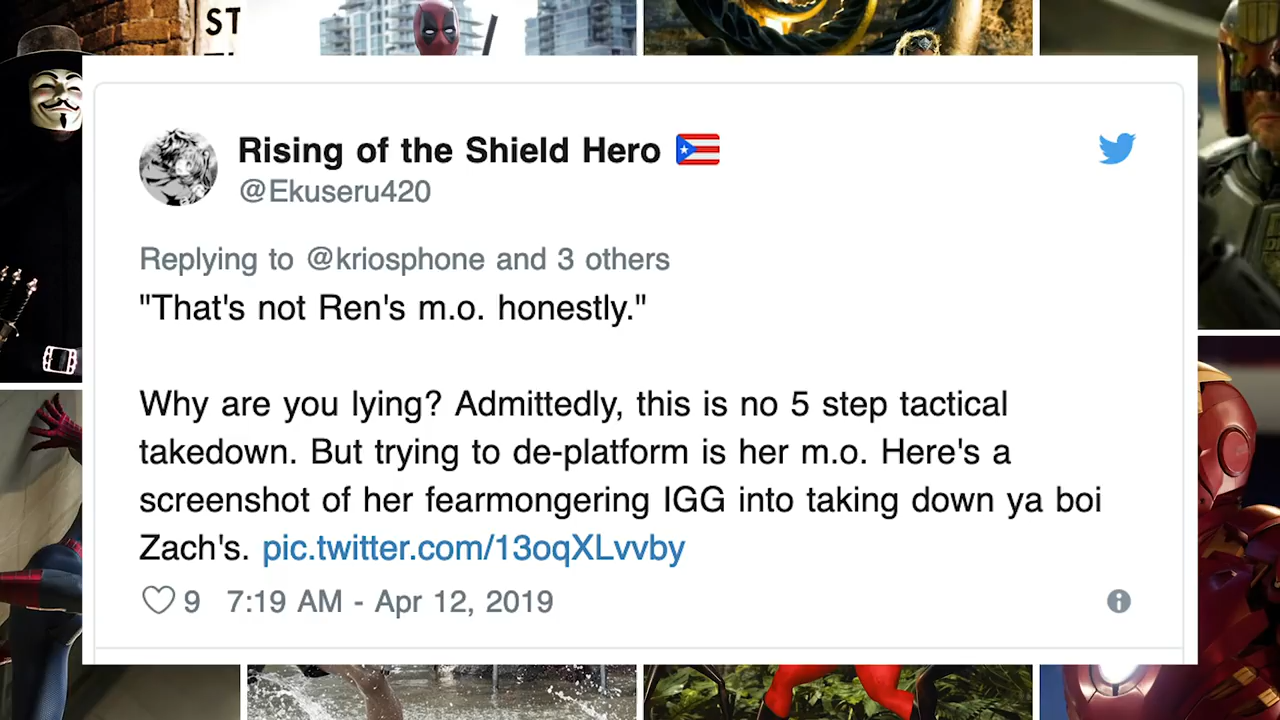 ST
Rising of the Shield Hero
@Ekuseru420
Replying to @kriosphone and 3 others
"That's not Ren's m.o. honestly."
Why are you lying? Admittedly, this is no 5 step tactical
takedown. But trying to de-platform is her m.o. Here's a
screenshot of her fearmongering IGG into taking down ya boi
Zach's. pic.twitter.com/13oqXLvvby
9 7:19 AM - Apr 12, 2019